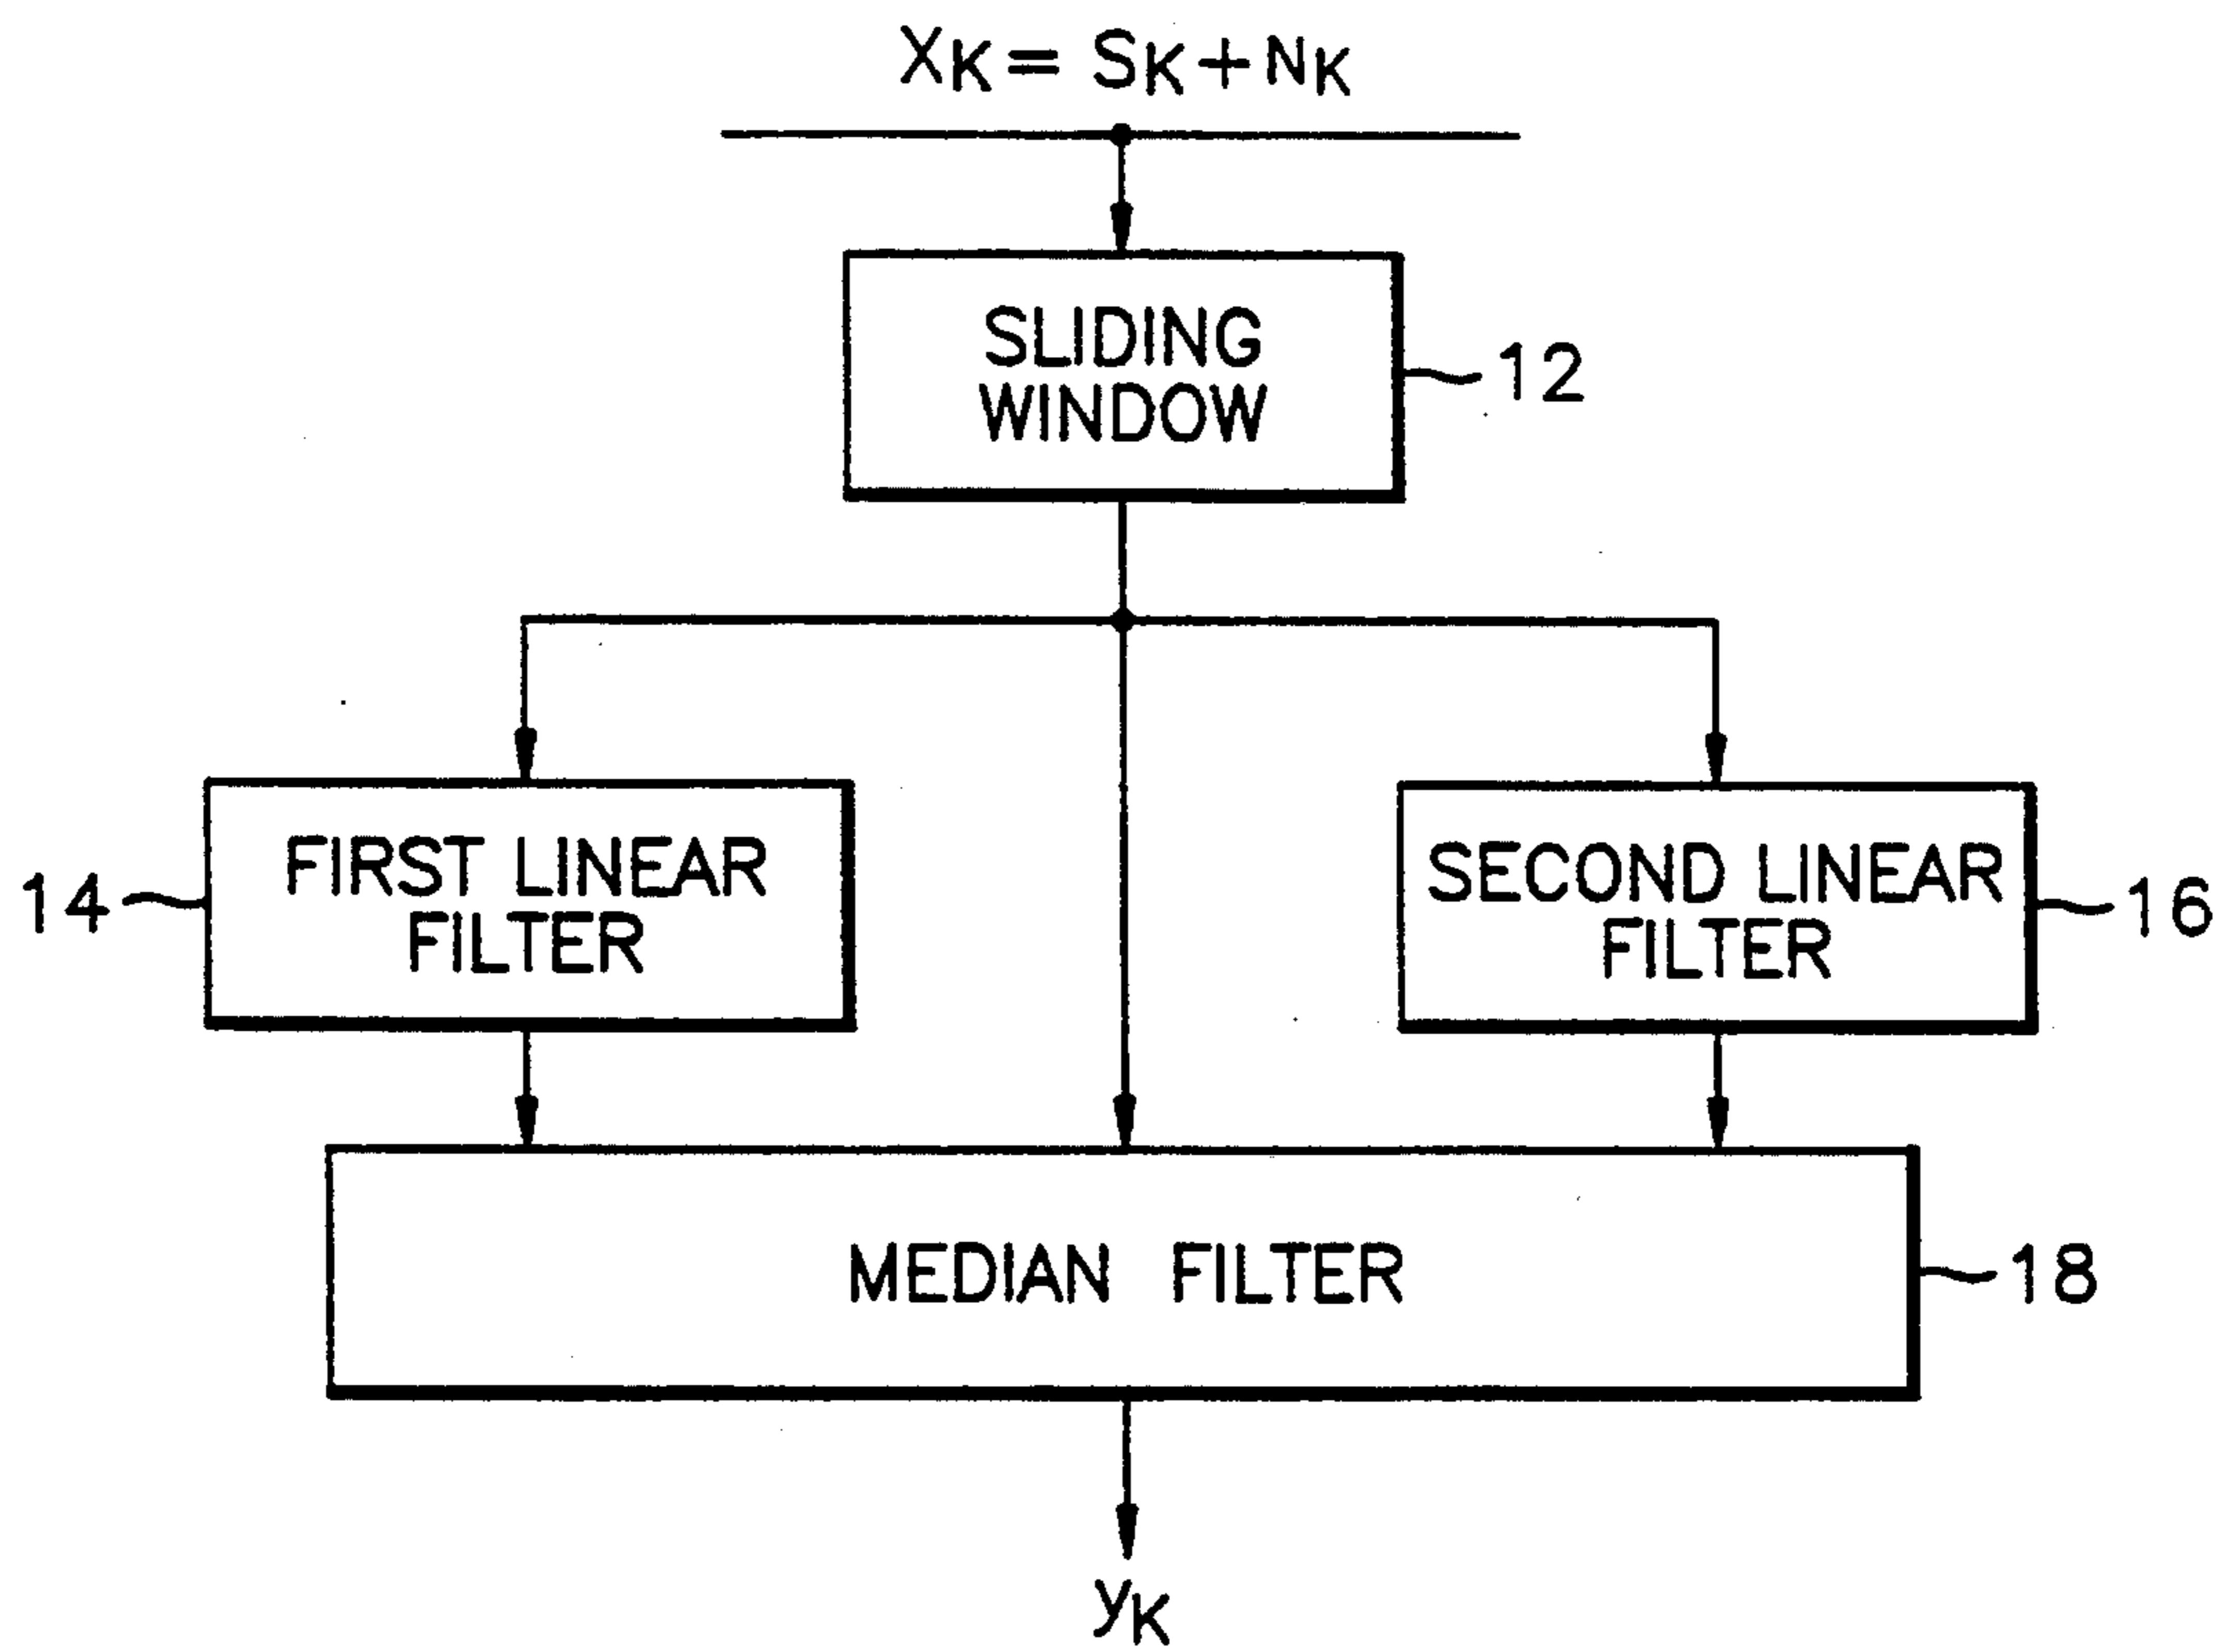 XK = SK + NK
SLIDING
WINDOW
12
FIRST LINEAR
FILTER
14
SECOND LINEAR
FILTER
16
MEDIAN FILTER
18
yK